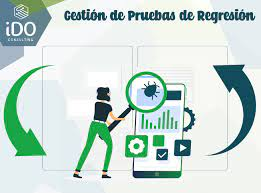 Gestión de Pruebas de Regresión
iDO
CONSULTING